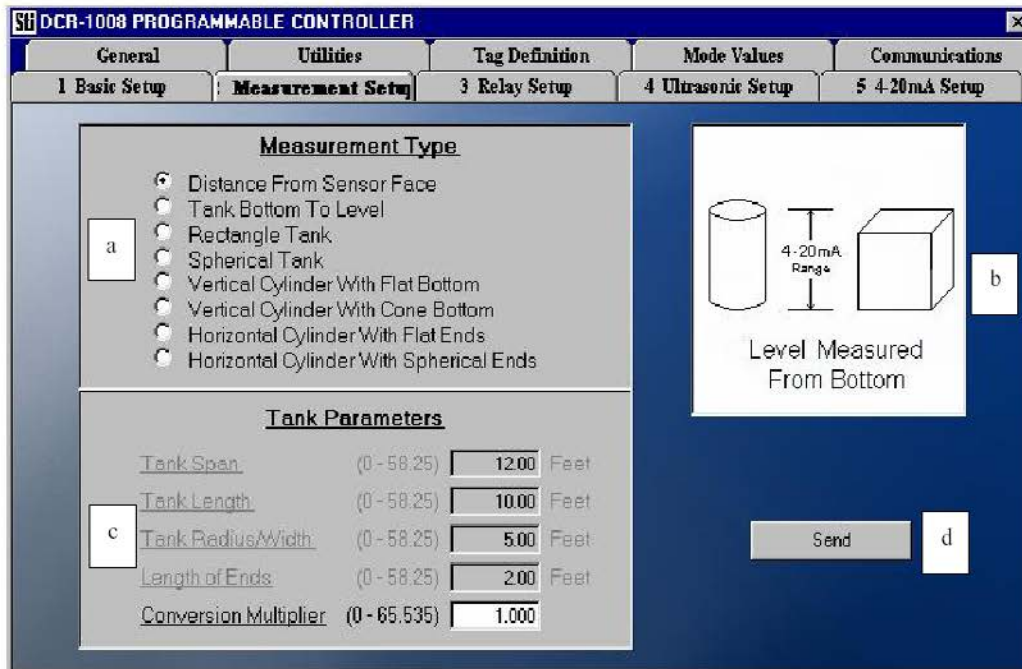 Sti DCR-1008 PROGRAMMABLE CONTROLLER
General Utilities Tag Definition Mode Values Communications
1 Basic Setup : Measurement Setup 3 Relay Setup 4 Ultrasonic Setup 5 4-20mA Setup
Measurement Type
Distance From Sensor Face
Tank Bottom To Level
Rectangle Tank
Spherical Tank
Vertical Cylinder With Flat Bottom
Vertical Cylinder With Cone Bottom
Horizontal Cylinder With Flat Ends
Horizontal Cylinder With Spherical Ends
a
4-20mA
Range
Level Measured
From Bottom
b
Tank Parameters
Tank Span (0 - 58.25) 12.00 Feet
Tank Length (0 - 58.25) 10.00 Feet
Tank Radius/Width (0 - 58.25) 5.00 Feet
Length of Ends (0 - 58.25) 2.00 Feet
Conversion Multiplier (0 - 65.535) 1.000
c
Send
d